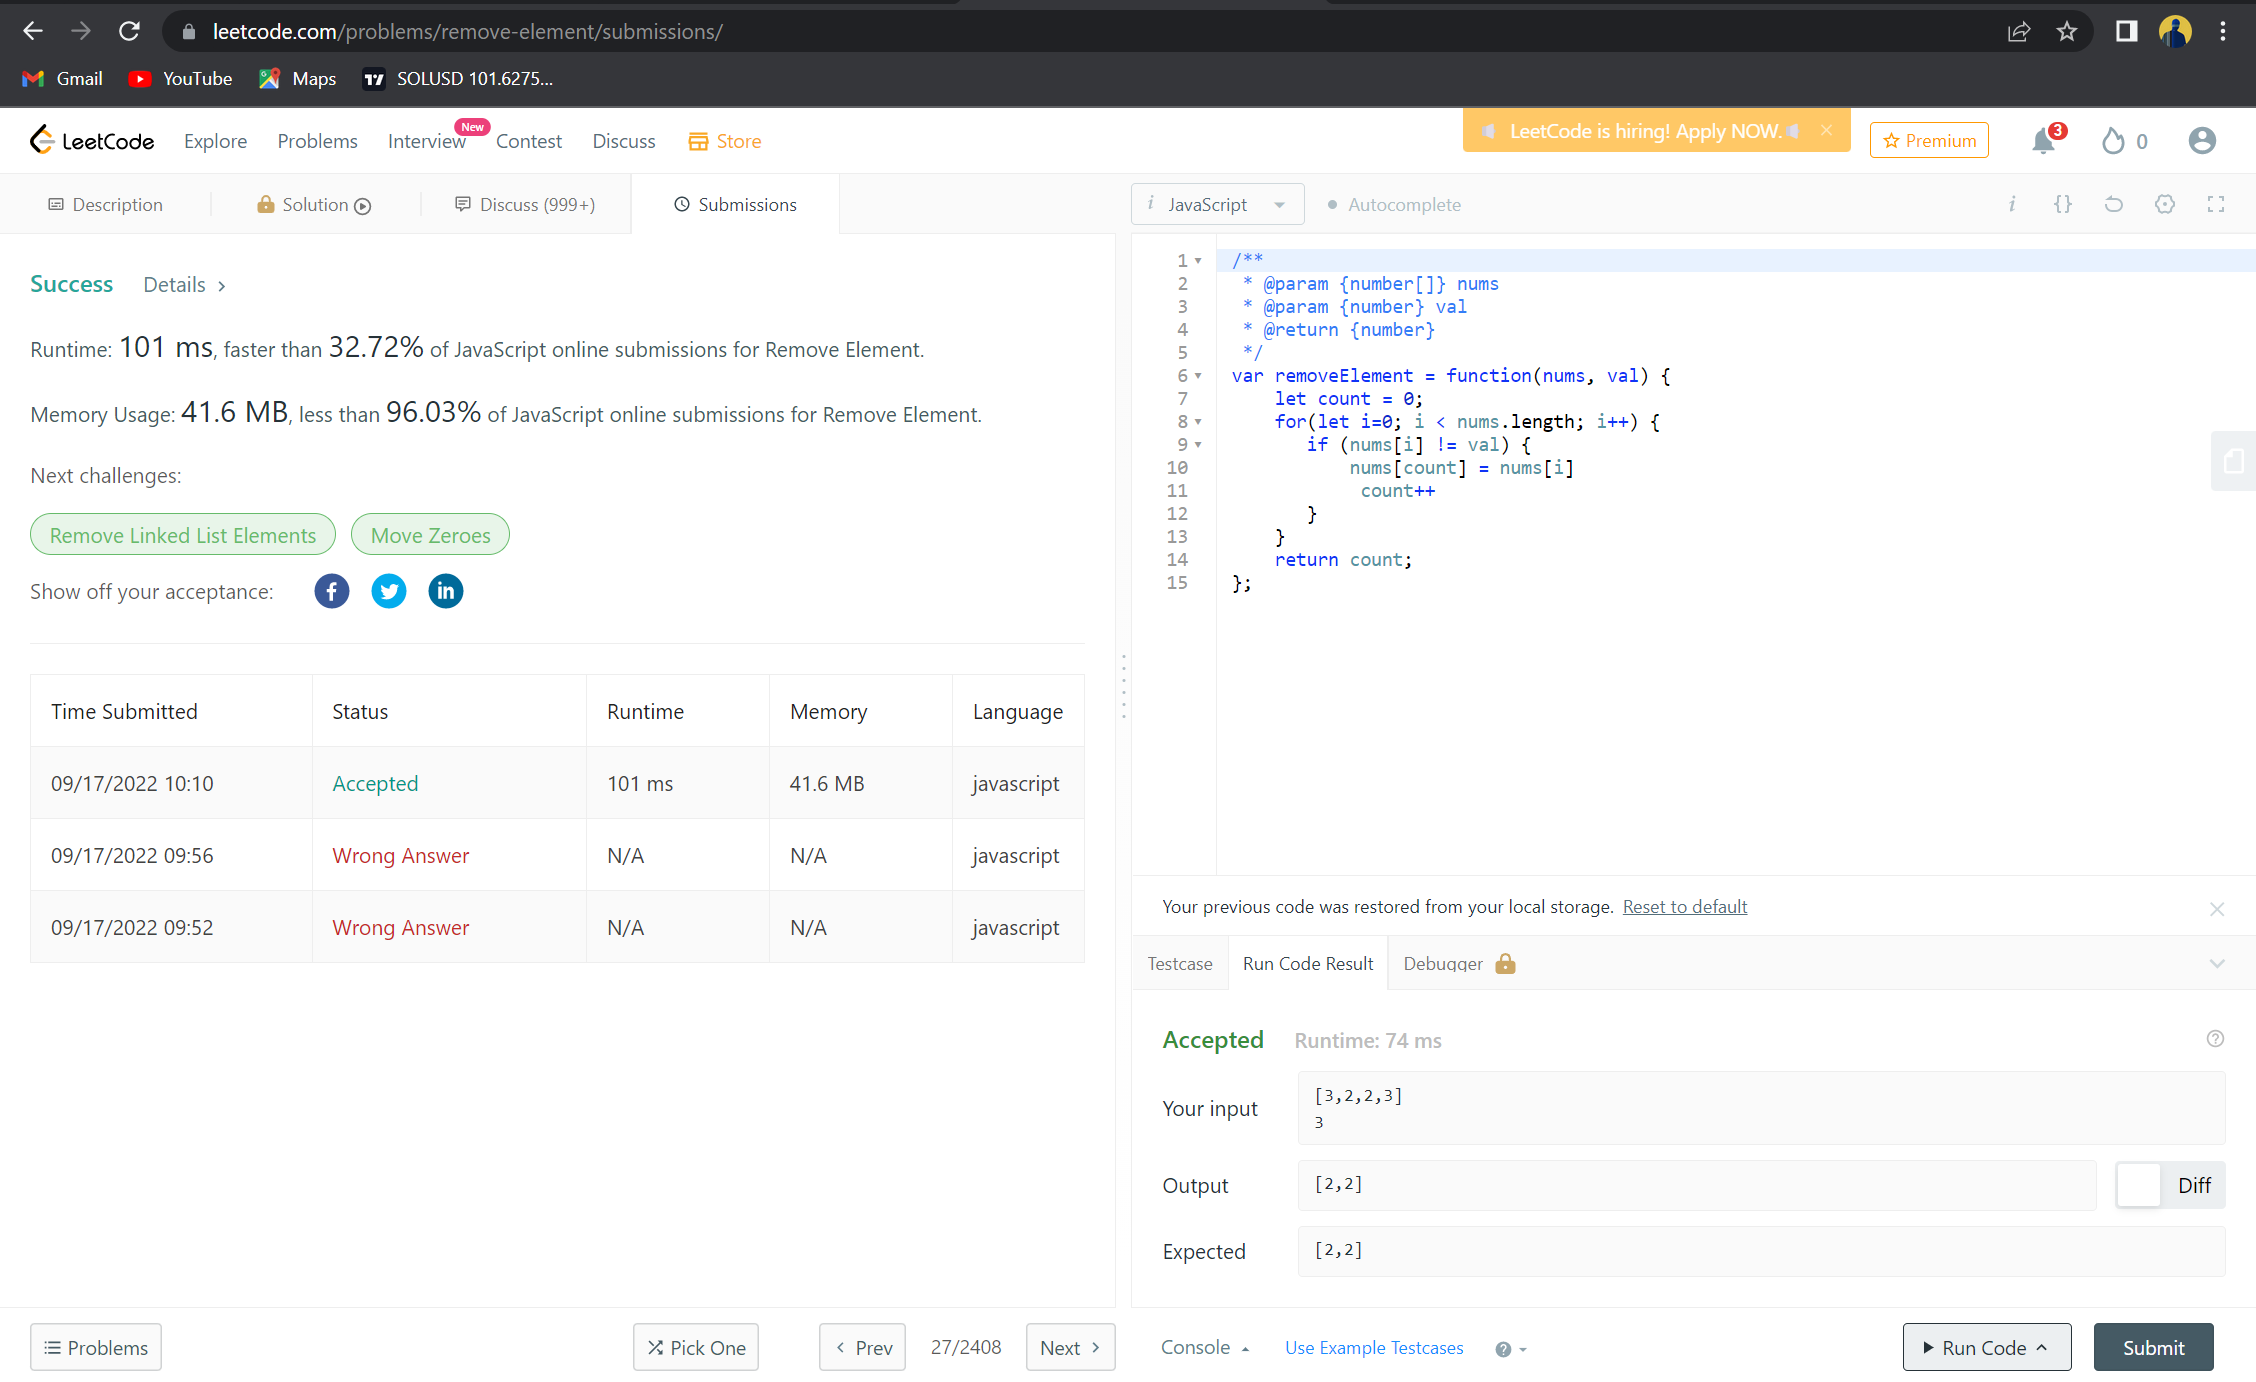 leetcode.com/problems/remove-element/submissions/
Gmail YouTube Maps SOLUSD 101.6275...
LeetCode Explore Problems Interview New Contest Discuss Store LeetCode is hiring! Apply NOW. Premium 3 0
Description Solution Discuss (999+) Submissions
Success Details
Runtime: 101 ms, faster than 32.72% of JavaScript online submissions for Remove Element.
Memory Usage: 41.6 MB, less than 96.03% of JavaScript online submissions for Remove Element.
Next challenges:
Remove Linked List Elements Move Zeroes
Show off your acceptance:
Time Submitted Status Runtime Memory Language
09/17/2022 10:10 Accepted 101 ms 41.6 MB javascript
09/17/2022 09:56 Wrong Answer N/A N/A javascript
09/17/2022 09:52 Wrong Answer N/A N/A javascript
Problems Pick One Prev 27/2408 Next
i JavaScript Autocomplete i {}
1 /**
2 * @param {number[]} nums
3 * @param {number} val
4 * @return {number}
5 */
6 var removeElement = function(nums, val) {
7 let count = 0;
8 for(let i=0; i < nums.length; i++) {
9 if (nums[i] != val) {
10 nums[count] = nums[i]
11 count++
12 }
13 }
14 return count;
15 };
Your previous code was restored from your local storage. Reset to default
Testcase Run Code Result Debugger
Accepted Runtime: 74 ms
Your input
[3,2,2,3]
3
Output [2,2] Diff
Expected [2,2]
Console Use Example Testcases Run Code Submit